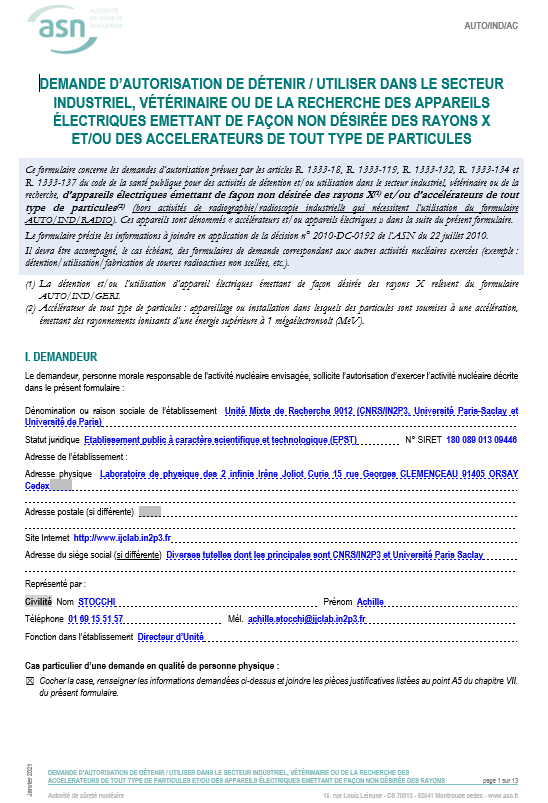 asn
AUTORITÉ
DE SÛRETÉ
NUCLÉAIRE
AUTO/IND/AC
DEMANDE D'AUTORISATION DE DÉTENIR / UTILISER DANS LE SECTEUR
INDUSTRIEL, VÉTÉRINAIRE OU DE LA RECHERCHE DES APPAREILS
ÉLECTRIQUES EMETTANT DE FAÇON NON DÉSIRÉE DES RAYONS X
ET/OU DES ACCELERATEURS DE TOUT TYPE DE PARTICULES
Ce formulaire concerne les demandes d'autorisation prévues par les articles R. 1333-18, R. 1333-119, R. 1333-132, R. 1333-134 et
R. 1333-137 du code de la santé publique pour des activités de détention et/ou utilisation dans le secteur industriel, vétérinaire ou de la
recherche, d'appareils électriques émettant de façon non désirée des rayons X(1) et/ou d'accélérateurs de tout
type de particules(2) (hors activités de radiographie/radioscopie industrielle qui nécessitent l'utilisation du formulaire
AUTO/IND/RADIO). Ces appareils sont dénommés « accélérateurs et/ou appareils électriques » dans la suite du présent formulaire.
Le formulaire précise les informations à joindre en application de la décision n° 2010-DC-0192 de l'ASN du 22 juillet 2010.
Il devra être accompagné, le cas échéant, des formulaires de demande correspondant aux autres activités nucléaires exercées (exemple :
détention/utilisation/fabrication de sources radioactives non scellées, etc.).
(1) La détention et/ou l'utilisation d'appareil électrique émettant de façon désirée des rayons X relèvent du formulaire
AUTO/IND/GERI.
(2) Accélérateur de tout type de particules : appareillage ou installation dans lesquels des particules sont soumises à une accélération,
émettant des rayonnements ionisants d'une énergie supérieure à 1 mégaélectronvolt (MeV).
I. DEMANDEUR
Le demandeur, personne morale responsable de l'activité nucléaire envisagée, sollicite l'autorisation d'exercer l'activité nucléaire décrite
dans le présent formulaire :
Dénomination ou raison sociale de l'établissement Unité Mixte de Recherche 9012 (CNRS/IN2P3, Université Paris-Saclay et
Université de Paris)
Statut juridique Etablissement public à caractère scientifique et technologique (EPST) N° SIRET 180 089 013 09446
Adresse de l'établissement :
Adresse physique Laboratoire de physique des 2 infinis Irène Joliot Curie 15 rue Georges CLEMENCEAU 91405 ORSAY
Cedex
Adresse postale (si différente)
Site Internet http://www.ijclab.in2p3.fr
Adresse du siège social (si différente) Diverses tutelles dont les principales sont CNRS/IN2P3 et Université Paris Saclay
Représenté par :
Civilité Nom STOCCHI Prénom Achille
Téléphone 01 69 15 51 57 Mél. achille.stocchi@ijclab.in2p3.fr
Fonction dans l'établissement Directeur d'Unité
Cas particulier d'une demande en qualité de personne physique :
☒ Cocher la case, renseigner les informations demandées ci-dessus et joindre les pièces justificatives listées au point A5 du chapitre VII.
du présent formulaire.
Janvier 2021
DEMANDE D'AUTORISATION DE DÉTENIR / UTILISER DANS LE SECTEUR INDUSTRIEL, VÉTÉRINAIRE OU DE LA RECHERCHE DES
ACCELERATEURS DE TOUT TYPE DE PARTICULES ET/OU DES APPAREILS ÉLECTRIQUES EMETTANT DE FAÇON NON DÉSIRÉE DES RAYONS X page 1 sur 13
Autorité de sûreté nucléaire 15, rue Louis Lejeune - CS 70013 - 92541 Montrouge cedex - www.asn.fr